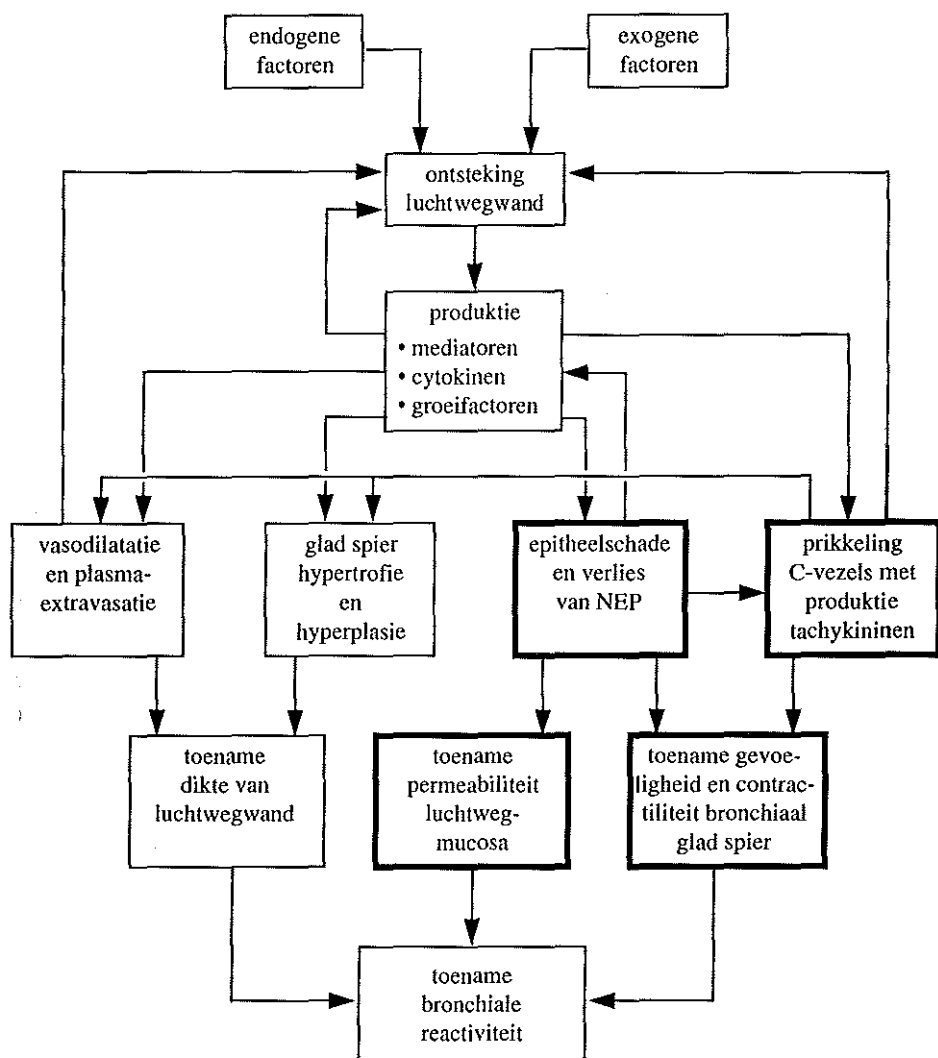 endogene
factoren
exogene
factoren
ontsteking
luchtwegwand
produktie
• mediatoren
• cytokinen
• groeifactoren
vasodilatatie
en plasma-
extravasatie
glad spier
hypertrofie
en
hyperplasie
epitheelschade
en verlies
van NEP
prikkeling
C-vezels met
produktie
tachykininen
toename
dikte van
luchtwegwand
toename
permeabiliteit
luchtweg-
mucosa
toename gevoe-
ligheid en contrac-
tiliteit bronchiaal
glad spier
toename
bronchiale
reactiviteit